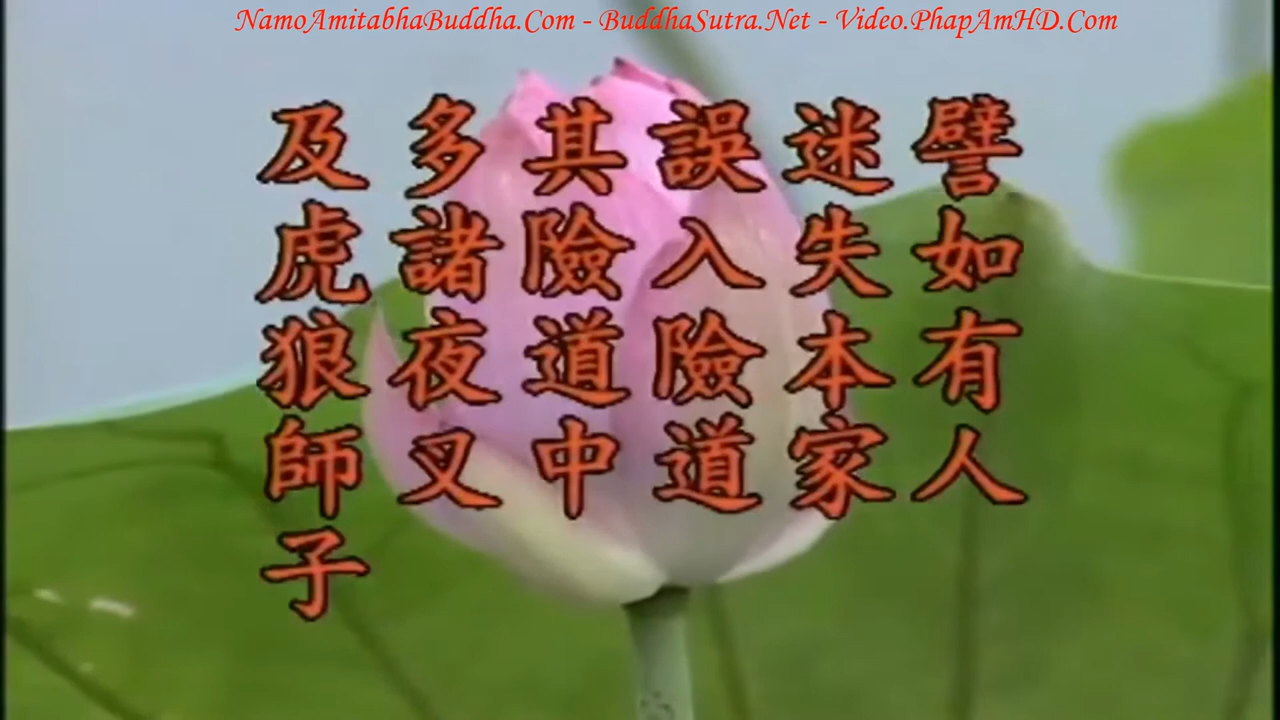 NamoAmitabhaBuddha.Com - BuddhaSutra.Net - Video.PhapAmHD.Com
譬如有人
迷失本家
誤入險道
其險道中
多諸夜叉
及虎狼師子